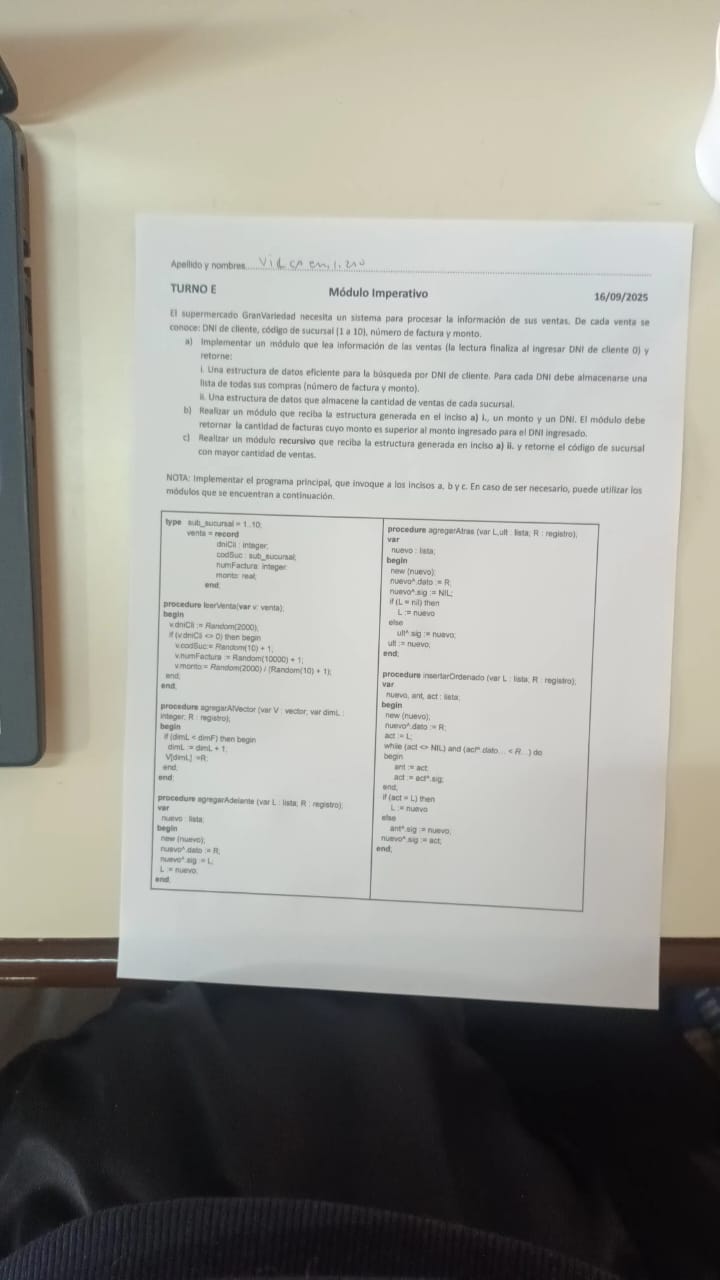 Apellido y nombres
TURNO E
Módulo Imperativo
16/09/2025
El supermercado GranVariedad necesita un sistema para procesar la información de sus ventas. De cada venta se
conoce: DNI de cliente, código de sucursal (1 a 10), número de factura y monto.
a) Implementar un módulo que lea información de las ventas (la lectura finaliza al ingresar DNI de cliente 0) y
retorne:
i. Una estructura de datos eficiente para la búsqueda por DNI de cliente. Para cada DNI debe almacenarse una
lista de todas sus compras (número de factura y monto).
ii. Una estructura de datos que almacene la cantidad de ventas de cada sucursal.
b) Realizar un módulo que reciba la estructura generada en el inciso a) i., un monto y un DNI. El módulo debe
retornar la cantidad de facturas cuyo monto es superior al monto ingresado para el DNI ingresado.
c) Realizar un módulo recursivo que reciba la estructura generada en inciso a) ii. y retorne el código de sucursal
con mayor cantidad de ventas.
NOTA: Implementar el programa principal, que invoque a los incisos a, b y c. En caso de ser necesario, puede utilizar los
módulos que se encuentran a continuación.
type sub_sucursal = 1..10;
venta = record
dniCli : integer;
codSuc : sub_sucursal;
numFactura: integer
monto: real;
end;
procedure leerVenta(var v: venta);
begin
v.dniCli := Random(2000);
if (v.dniCli <> 0) then begin
v.codSuc:= Random(10) + 1;
v.numFactura := Random(10000) + 1;
v.monto:= Random(2000) / (Random(10) + 1);
end;
end;
procedure agregarAlVector (var V : vector; var dimL :
integer; R : registro);
begin
if (dimL < dimF) then begin
dimL := dimL + 1;
V[dimL] :=R;
end;
end;
procedure agregarAdelante (var L : lista; R : registro);
var
nuevo : lista;
begin
new (nuevo);
nuevo^.dato := R;
nuevo^.sig := L;
L := nuevo;
end;
procedure agregarAtras (var L,ult : lista; R : registro);
var
nuevo : lista;
begin
new (nuevo);
nuevo^.dato := R;
nuevo^.sig := NIL;
if (L = nil) then
L := nuevo
else
ult^.sig := nuevo;
ult := nuevo;
end;
procedure insertarOrdenado (var L : lista; R : registro);
var
nuevo, ant, act : lista;
begin
new (nuevo);
nuevo^.dato := R;
act := L;
while (act <> NIL) and (act^.dato... < R...) do
begin
ant := act;
act := act^.sig;
end;
if (act = L) then
L := nuevo
else
ant^.sig := nuevo;
nuevo^.sig := act;
end;